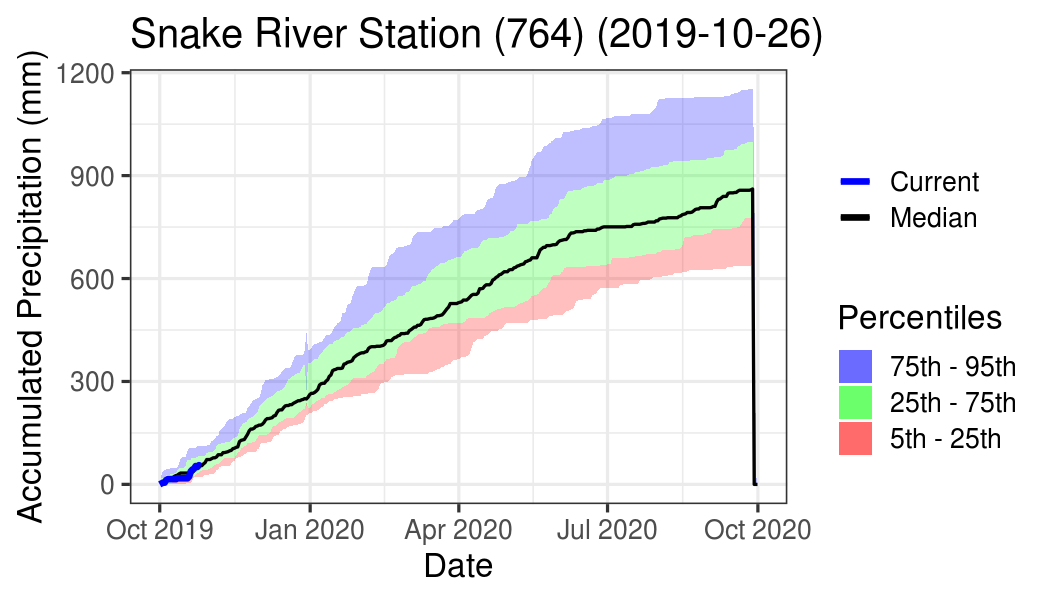 Snake River Station (764) (2019-10-26)
Accumulated Precipitation (mm)
1200
900
600
300
0
Oct 2019
Jan 2020
Apr 2020
Jul 2020
Oct 2020
Date
Current
Median
Percentiles
75th - 95th
25th - 75th
5th - 25th